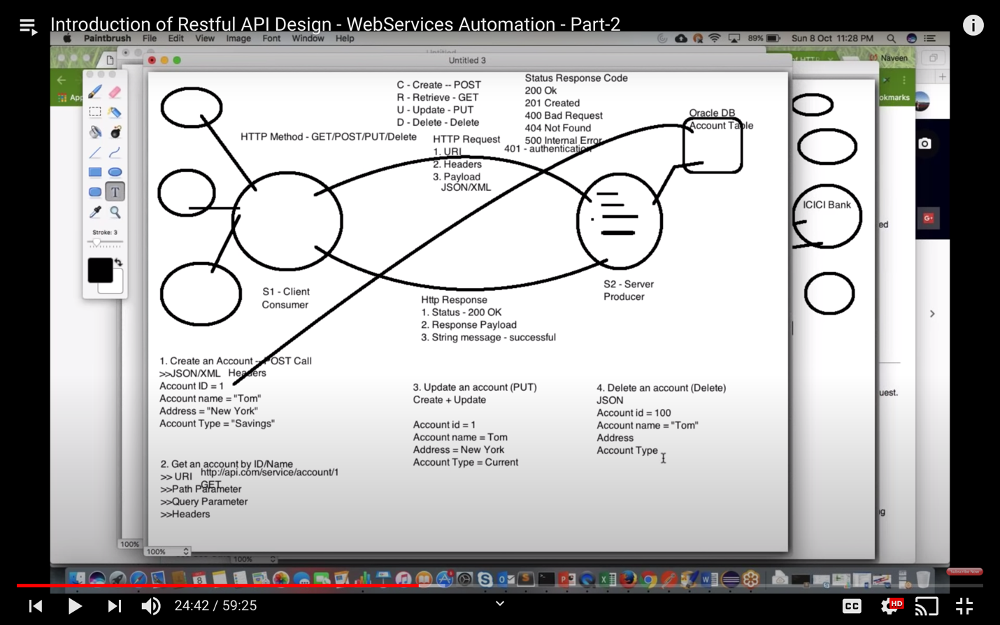 Introduction of Restful API Design - WebServices Automation - Part-2
Paintbrush File Edit View Image Font Window Help
89% Sun 8 Oct 11:28 PM
Untitled
Untitled 3
Naveen
App
okmarks
C - Create -- POST
R - Retrieve - GET
U - Update - PUT
D - Delete - Delete
HTTP Method - GET/POST/PUT/Delete
Status Response Code
200 Ok
201 Created
400 Bad Request
404 Not Found
500 Internal Error
401 - authentication
HTTP Request
1. URI
2. Headers
3. Payload
JSON/XML
Oracle DB
Account Table
ICICI Bank
T
Stroke: 3
S1 - Client
Consumer
S2 - Server
Producer
Http Response
1. Status - 200 OK
2. Response Payload
3. String message - successful
1. Create an Account -- POST Call
>>JSON/XML Headers
Account ID = 1
Account name = "Tom"
Address = "New York"
Account Type = "Savings"
2. Get an account by ID/Name
>> URI http://api.com/service/account/1
GET
>>Path Parameter
>>Query Parameter
>>Headers
3. Update an account (PUT)
Create + Update
Account id = 1
Account name = Tom
Address = New York
Account Type = Current
4. Delete an account (Delete)
JSON
Account id = 100
Account name = "Tom"
Address
Account Type
ed
uest.
g
G+
100%
100%
100%
Subscribe Now
24:42 / 59:25
CC
HD